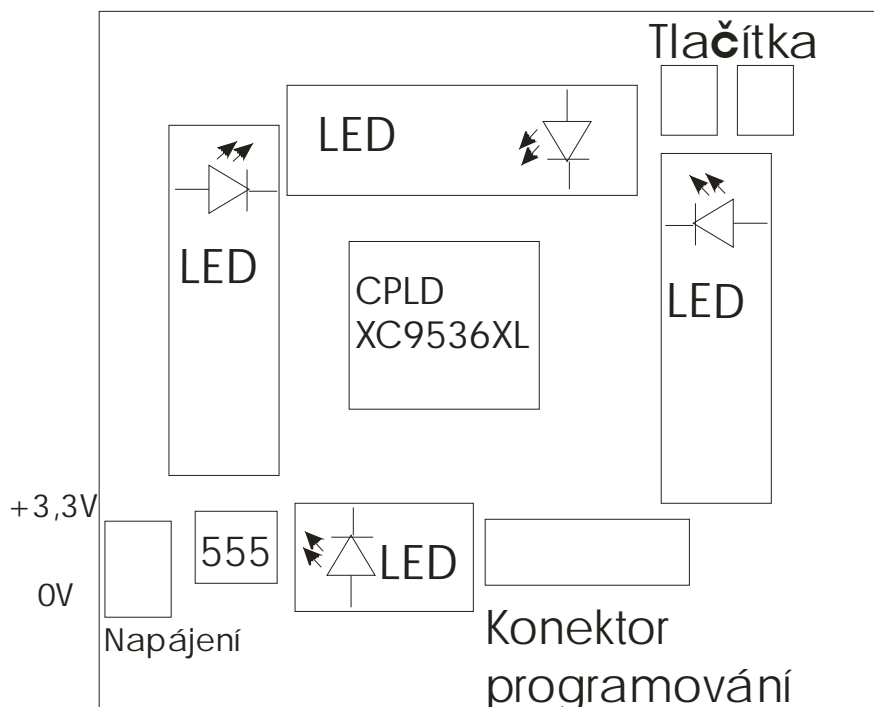 Tlačítka
LED
LED
LED
CPLD
XC9536XL
+3,3V
0V
555
LED
Napájení
Konektor
programování